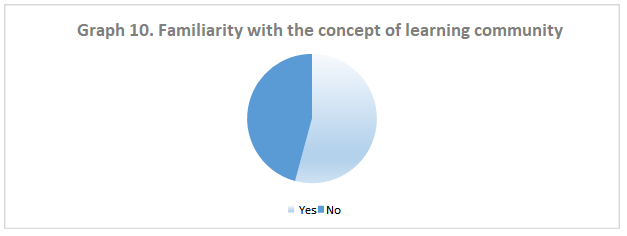 Graph 10. Familiarity with the concept of learning community
Yes No